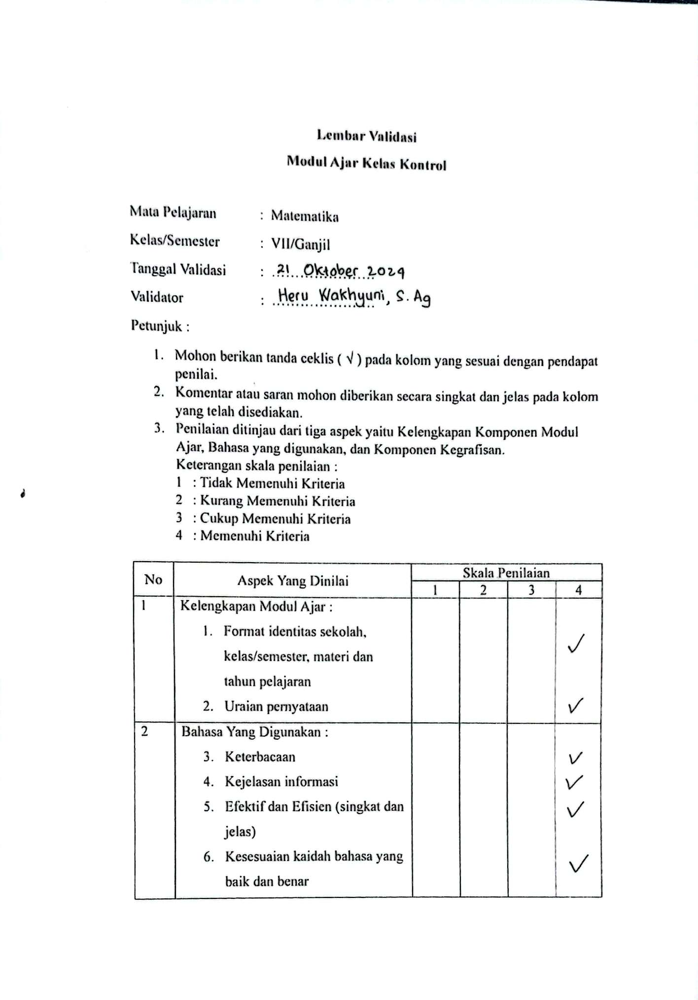 Lembar Validasi
Modul Ajar Kelas Kontrol
Mata Pelajaran : Matematika
Kelas/Semester : VII/Ganjil
Tanggal Validasi : 21 Oktober 2024
Validator : Heru Wakhyuni, S. Ag
Petunjuk :
1. Mohon berikan tanda ceklis ( √ ) pada kolom yang sesuai dengan pendapat
penilai.
2. Komentar atau saran mohon diberikan secara singkat dan jelas pada kolom
yang telah disediakan.
3. Penilaian ditinjau dari tiga aspek yaitu Kelengkapan Komponen Modul
Ajar, Bahasa yang digunakan, dan Komponen Kegrafisan.
Keterangan skala penilaian :
1 : Tidak Memenuhi Kriteria
2 : Kurang Memenuhi Kriteria
3 : Cukup Memenuhi Kriteria
4 : Memenuhi Kriteria
No Aspek Yang Dinilai Skala Penilaian
1 2 3 4
1 Kelengkapan Modul Ajar :
1. Format identitas sekolah, ✓
kelas/semester, materi dan
tahun pelajaran
2. Uraian pernyataan ✓
2 Bahasa Yang Digunakan :
3. Keterbacaan ✓
4. Kejelasan informasi ✓
5. Efektif dan Efisien (singkat dan ✓
jelas)
6. Kesesuaian kaidah bahasa yang ✓
baik dan benar